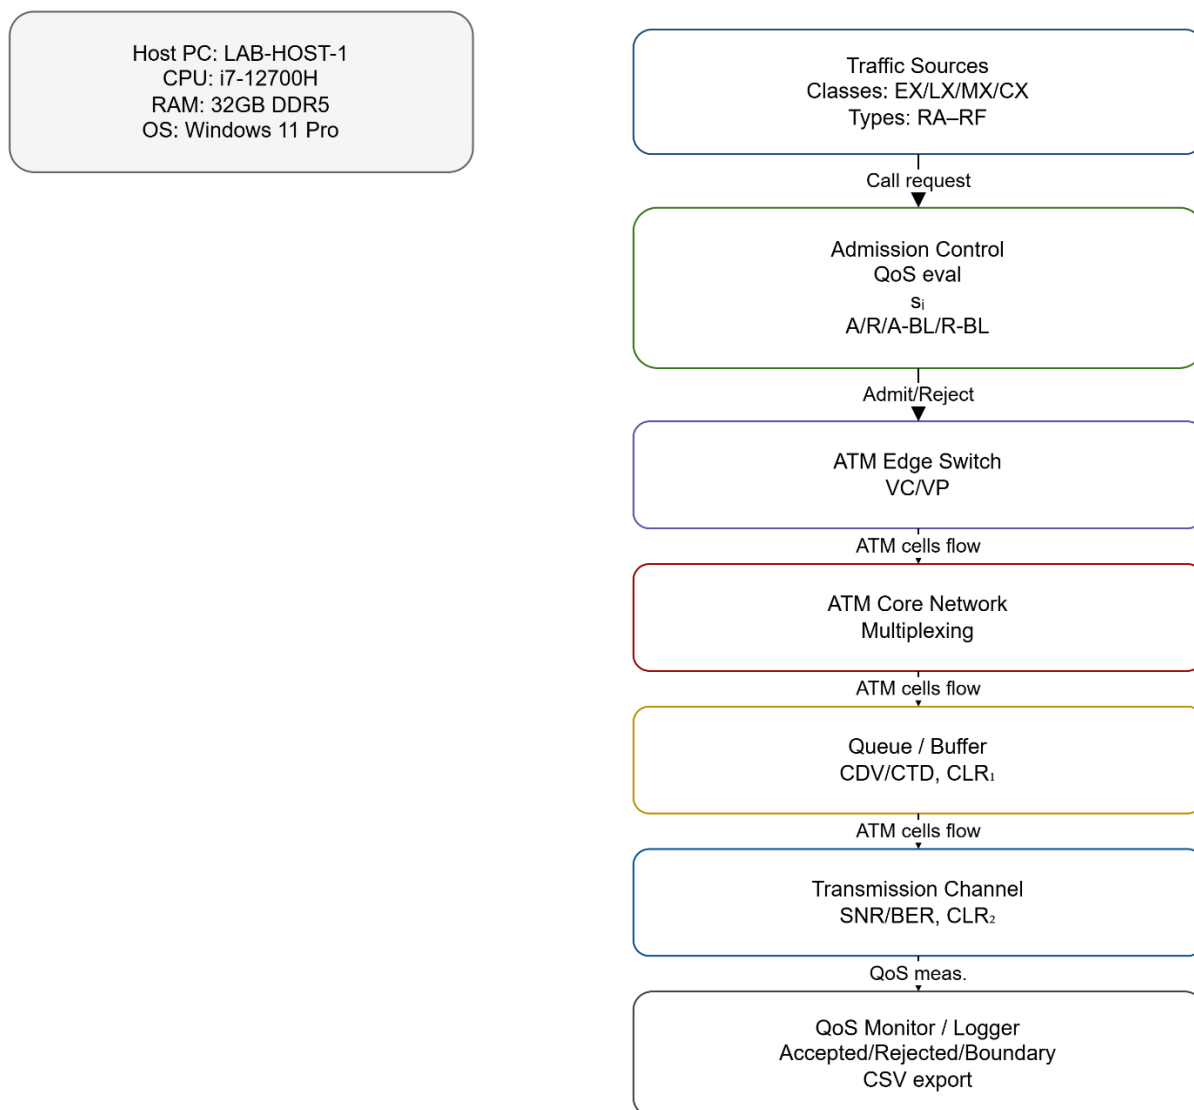 Host PC: LAB-HOST-1
CPU: i7-12700H
RAM: 32GB DDR5
OS: Windows 11 Pro
Traffic Sources
Classes: EX/LX/MX/CX
Types: RA–RF
Call request
Admission Control
QoS eval
sᵢ
A/R/A-BL/R-BL
Admit/Reject
ATM Edge Switch
VC/VP
ATM cells flow
ATM Core Network
Multiplexing
ATM cells flow
Queue / Buffer
CDV/CTD, CLR₁
ATM cells flow
Transmission Channel
SNR/BER, CLR₂
QoS meas.
QoS Monitor / Logger
Accepted/Rejected/Boundary
CSV export